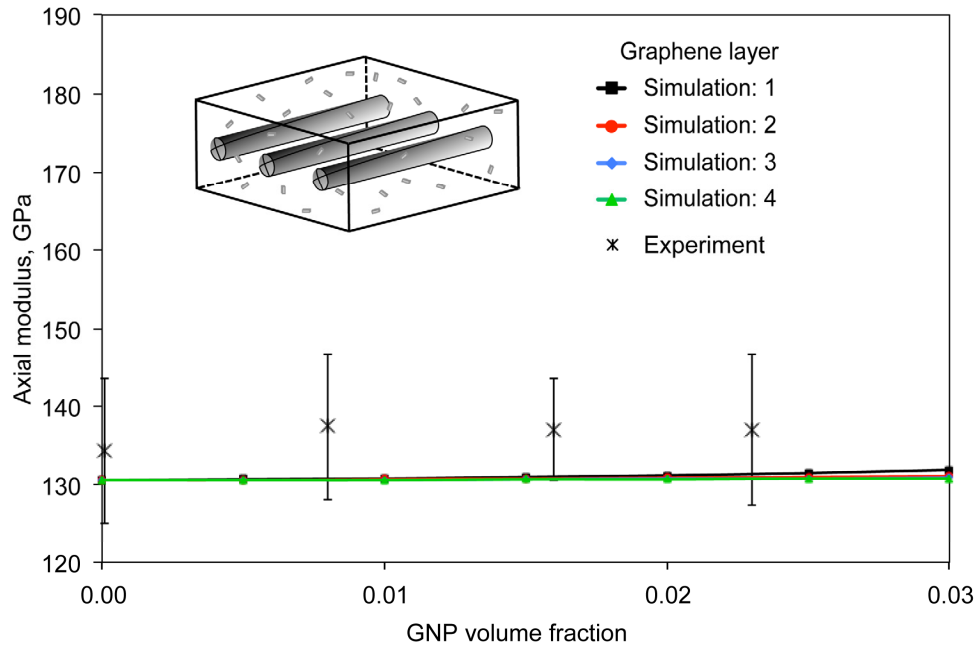 190
180
170
160
150
140
130
120
Axial modulus, GPa
Graphene layer
Simulation: 1
Simulation: 2
Simulation: 3
Simulation: 4
Experiment
0.00
0.01
0.02
0.03
GNP volume fraction